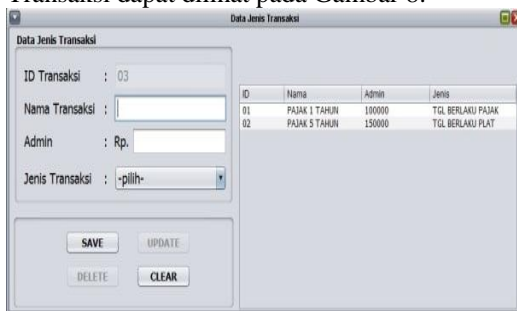 Transaksi dapat dilihat pada Gambar 8.
Data Jenis Transaksi
Data Jenis Transaksi
ID Transaksi : 03
Nama Transaksi :
Admin : Rp.
Jenis Transaksi : -pilih-
SAVE UPDATE
DELETE CLEAR
ID Nama Admin Jenis
01 PAJAK 1 TAHUN 100000 TGL BERLAKU PAJAK
02 PAJAK 5 TAHUN 150000 TGL BERLAKU PLAT